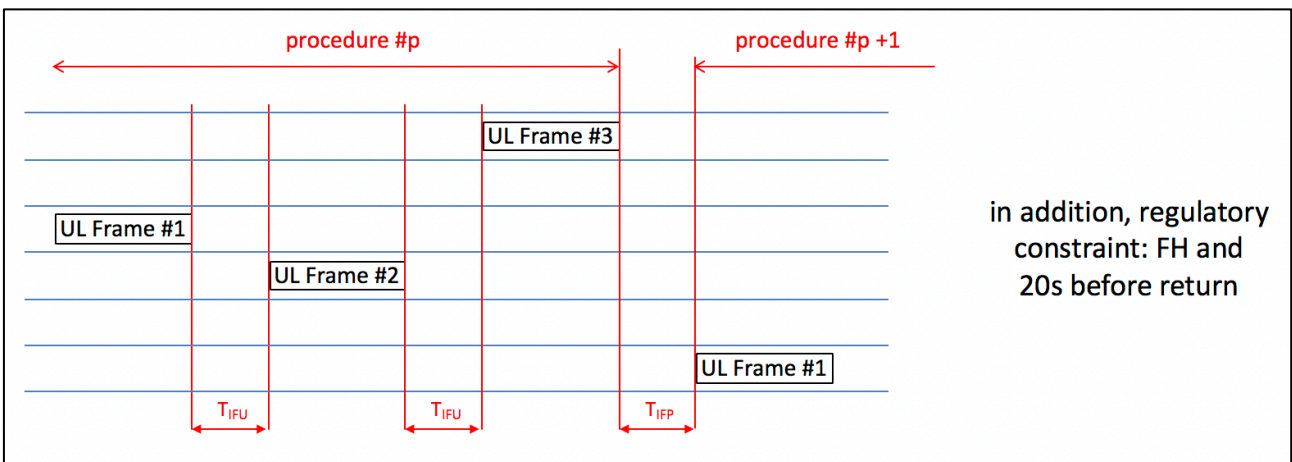 procedure #p
procedure #p +1
UL Frame #3
UL Frame #1
UL Frame #2
UL Frame #1
in addition, regulatory
constraint: FH and
20s before return
TIFU
TIFU
TIFP